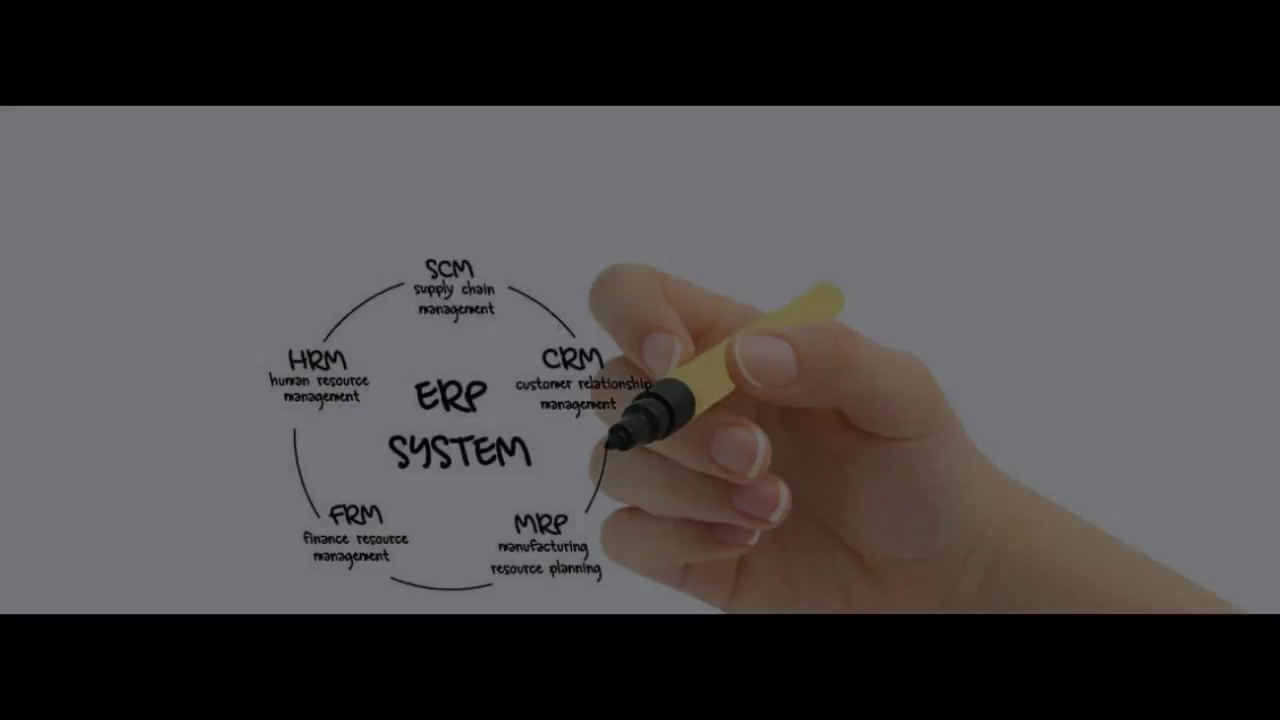 SCM
supply chain
management
HRM
human resource
management
CRM
customer relationship
management
ERP
SYSTEM
FRM
finance resource
management
MRP
manufacturing
resource planning